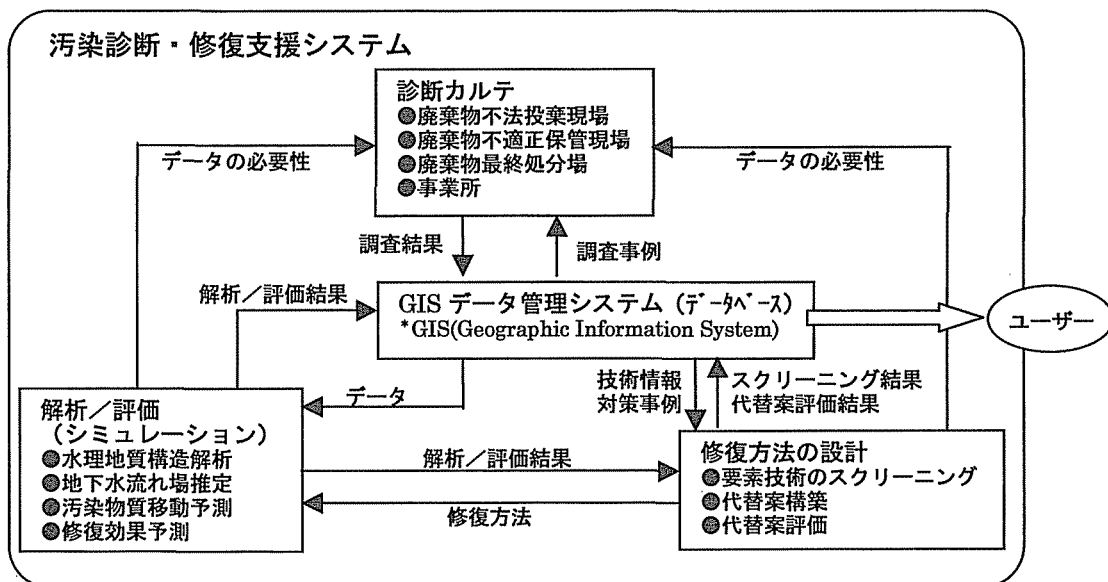 汚染診断・修復支援システム
診断カルテ
●廃棄物不法投棄現場
●廃棄物不適正保管現場
●廃棄物最終処分場
●事業所
データの必要性
データの必要性
調査結果
調査事例
解析／評価結果
GIS データ管理システム（ﾃﾞｰﾀﾍﾞｰｽ）
*GIS(Geographic Information System)
ユーザー
データ
技術情報
対策事例
スクリーニング結果
代替案評価結果
解析／評価
（シミュレーション）
●水理地質構造解析
●地下水流れ場推定
●汚染物質移動予測
●修復効果予測
解析／評価結果
修復方法
修復方法の設計
●要素技術のスクリーニング
●代替案構築
●代替案評価